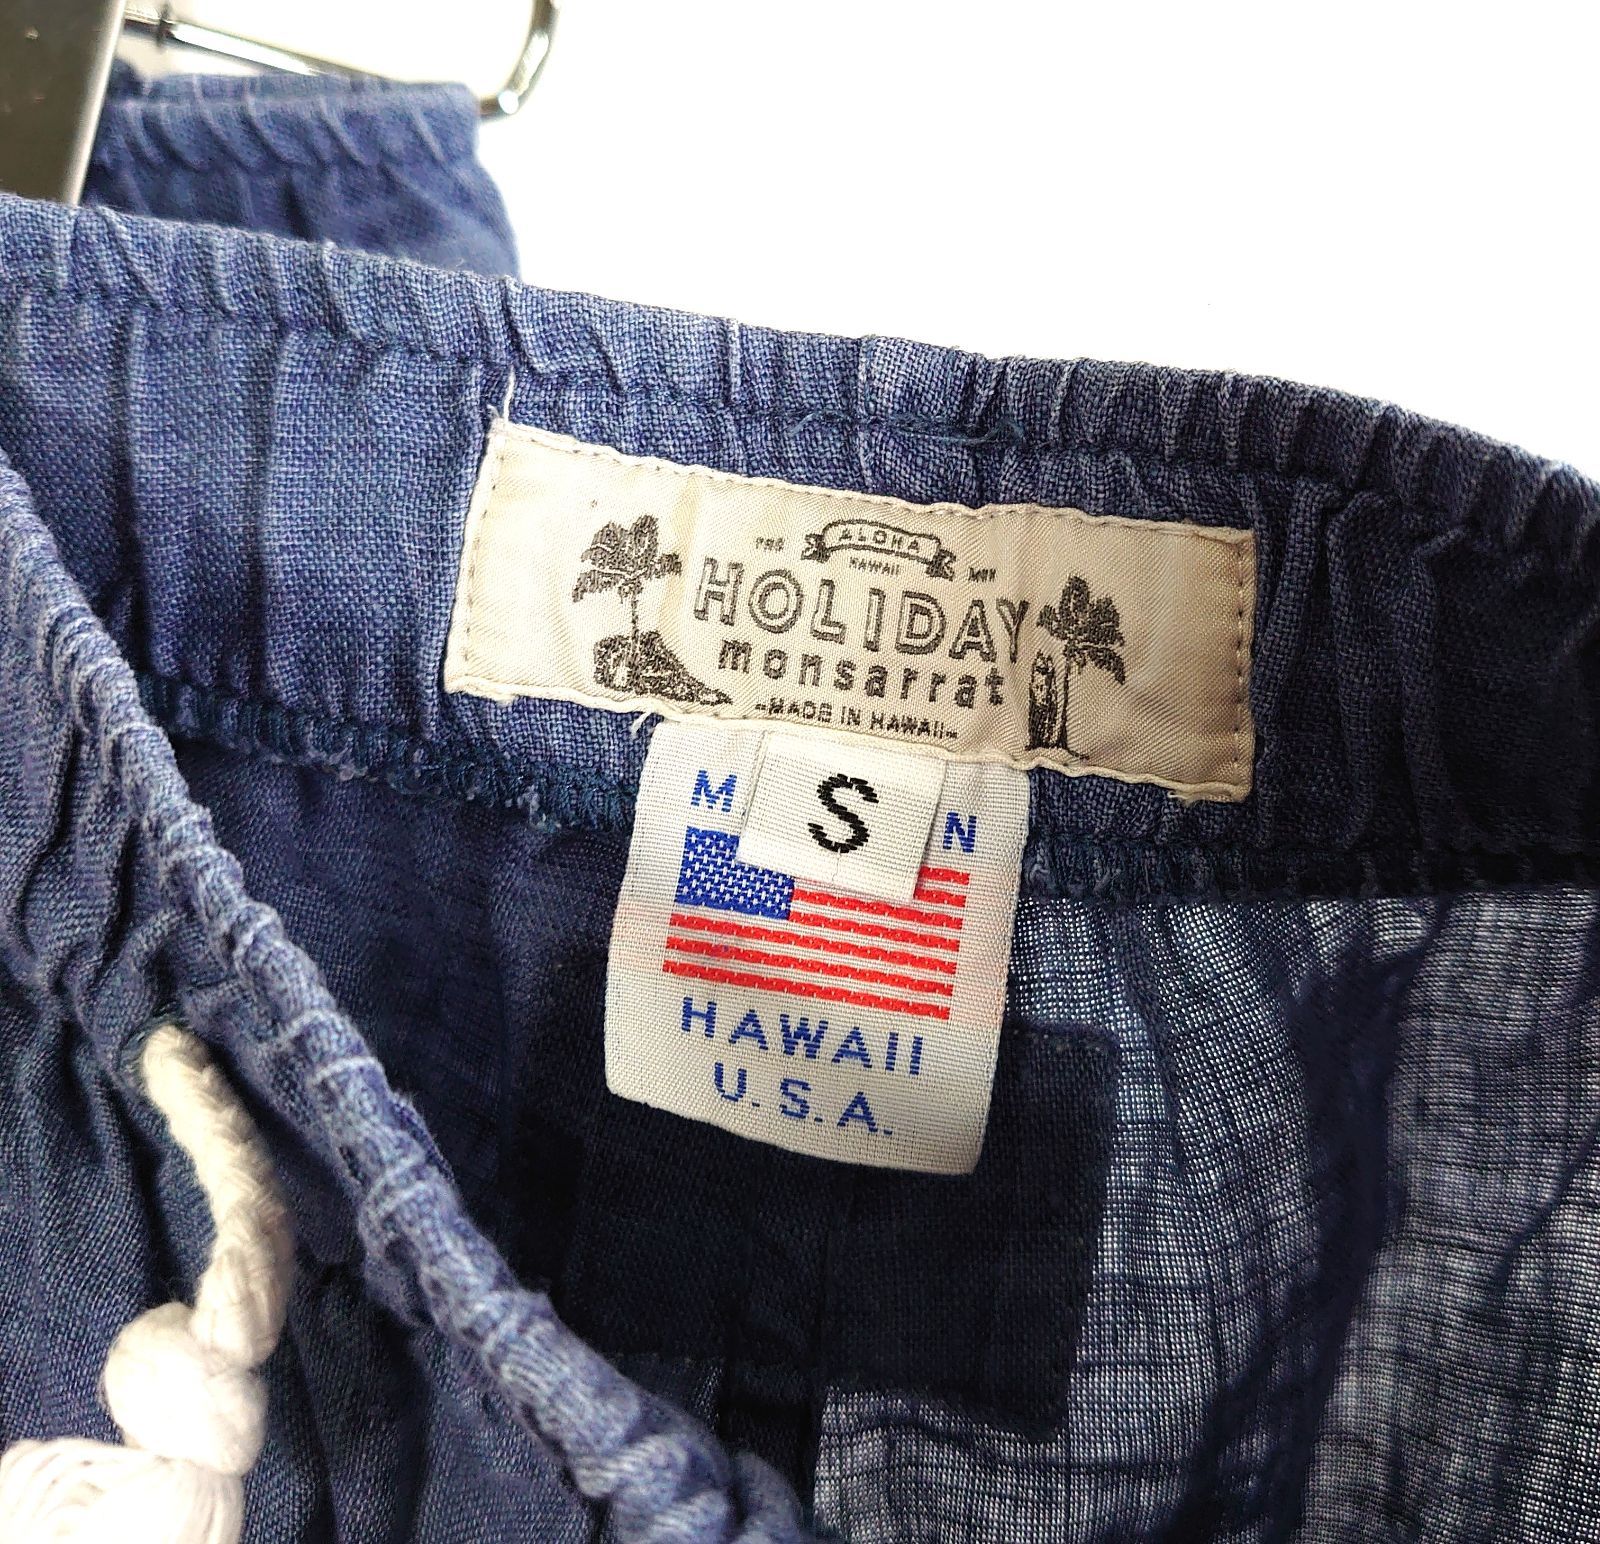 ALOHA
HAWAII
HOLIDAY
monsarrat
-MADE IN HAWAII-
S
M N
HAWAII
U.S.A.